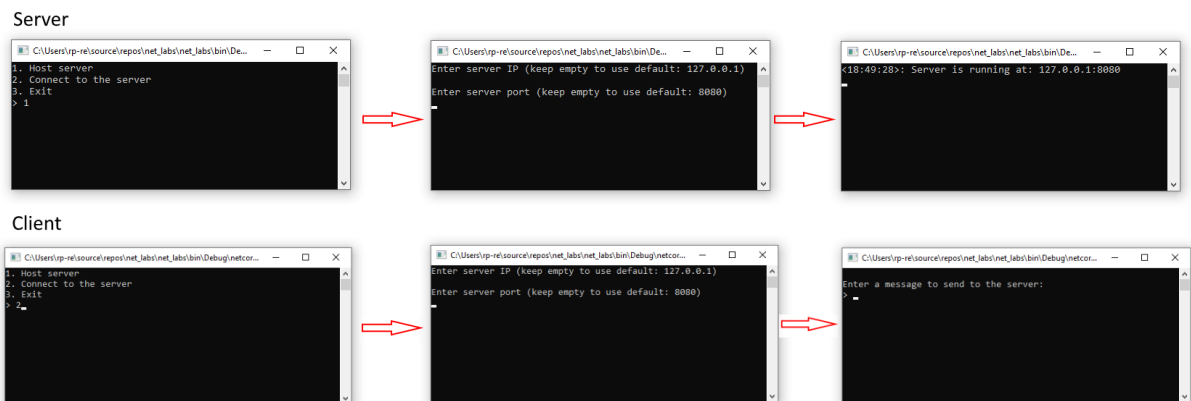 Server
C:\Users\rp-re\source\repos\net_labs\net_labs\bin\De...
1. Host server
2. Connect to the server
3. Exit
> 1
C:\Users\rp-re\source\repos\net_labs\net_labs\bin\De...
Enter server IP (keep empty to use default: 127.0.0.1)
Enter server port (keep empty to use default: 8080)
C:\Users\rp-re\source\repos\net_labs\net_labs\bin\De...
<18:49:28>: Server is running at: 127.0.0.1:8080
Client
C:\Users\rp-re\source\repos\net_labs\net_labs\bin\Debug\netcor...
1. Host server
2. Connect to the server
3. Exit
> 2
C:\Users\rp-re\source\repos\net_labs\net_labs\bin\Debug\netcor...
Enter server IP (keep empty to use default: 127.0.0.1)
Enter server port (keep empty to use default: 8080)
C:\Users\rp-re\source\repos\net_labs\net_labs\bin\Debug\netcor...
Enter a message to send to the server:
>